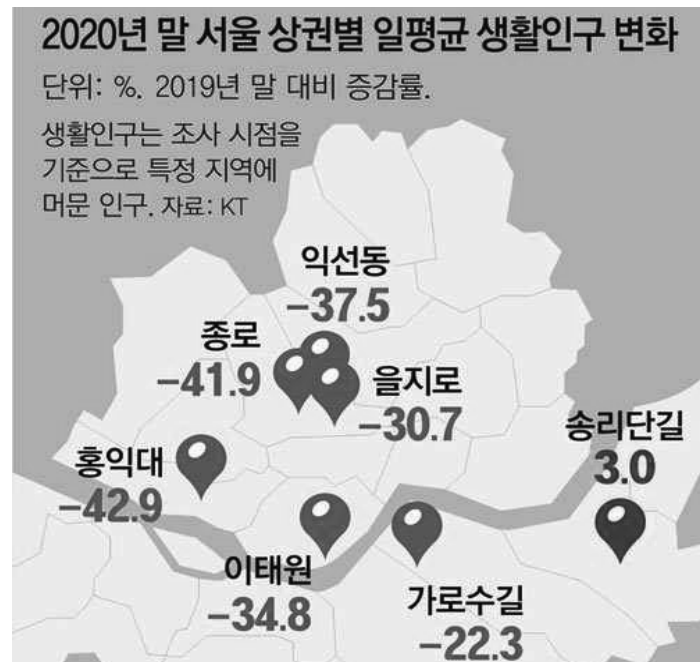 2020년 말 서울 상권별 일평균 생활인구 변화
단위: %. 2019년 말 대비 증감률.
생활인구는 조사 시점을
기준으로 특정 지역에
머문 인구. 자료: KT
익선동
-37.5
종로
-41.9
을지로
-30.7
송리단길
3.0
홍익대
-42.9
이태원
-34.8
가로수길
-22.3